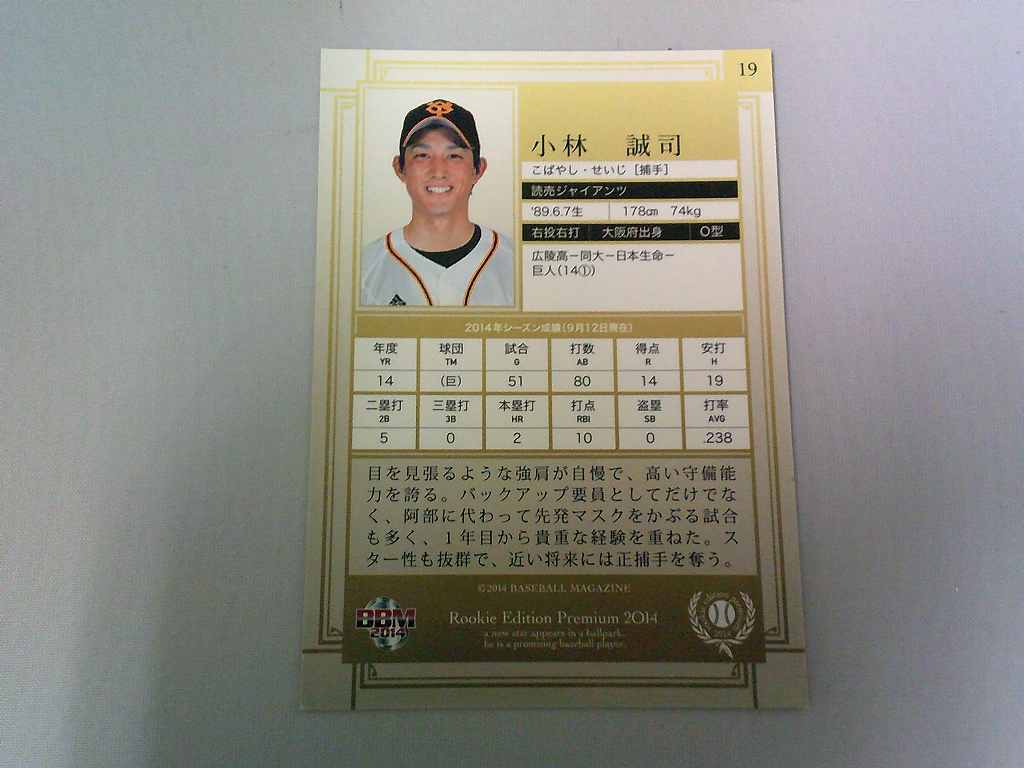 19
小林 誠司
こばやし・せいじ [捕手]
読売ジャイアンツ
'89.6.7生 178cm 74kg
右投右打 大阪府出身 O型
広陵高－同大－日本生命－
巨人(14①)
2014年シーズン成績(9月12日現在)
年度 球団 試合 打数 得点 安打
YR TM G AB R H
14 (巨) 51 80 14 19
二塁打 三塁打 本塁打 打点 盗塁 打率
2B 3B HR RBI SB AVG
5 0 2 10 0 .238
目を見張るような強肩が自慢で、高い守備能
力を誇る。バックアップ要員としてだけでな
く、阿部に代わって先発マスクをかぶる試合
も多く、1年目から貴重な経験を重ねた。ス
ター性も抜群で、近い将来には正捕手を奪う。
©2014 BASEBALL MAGAZINE
BBM
2014
Rookie Edition Premium 2014
a new star appears in a ballpark.
he is a promising baseball player.